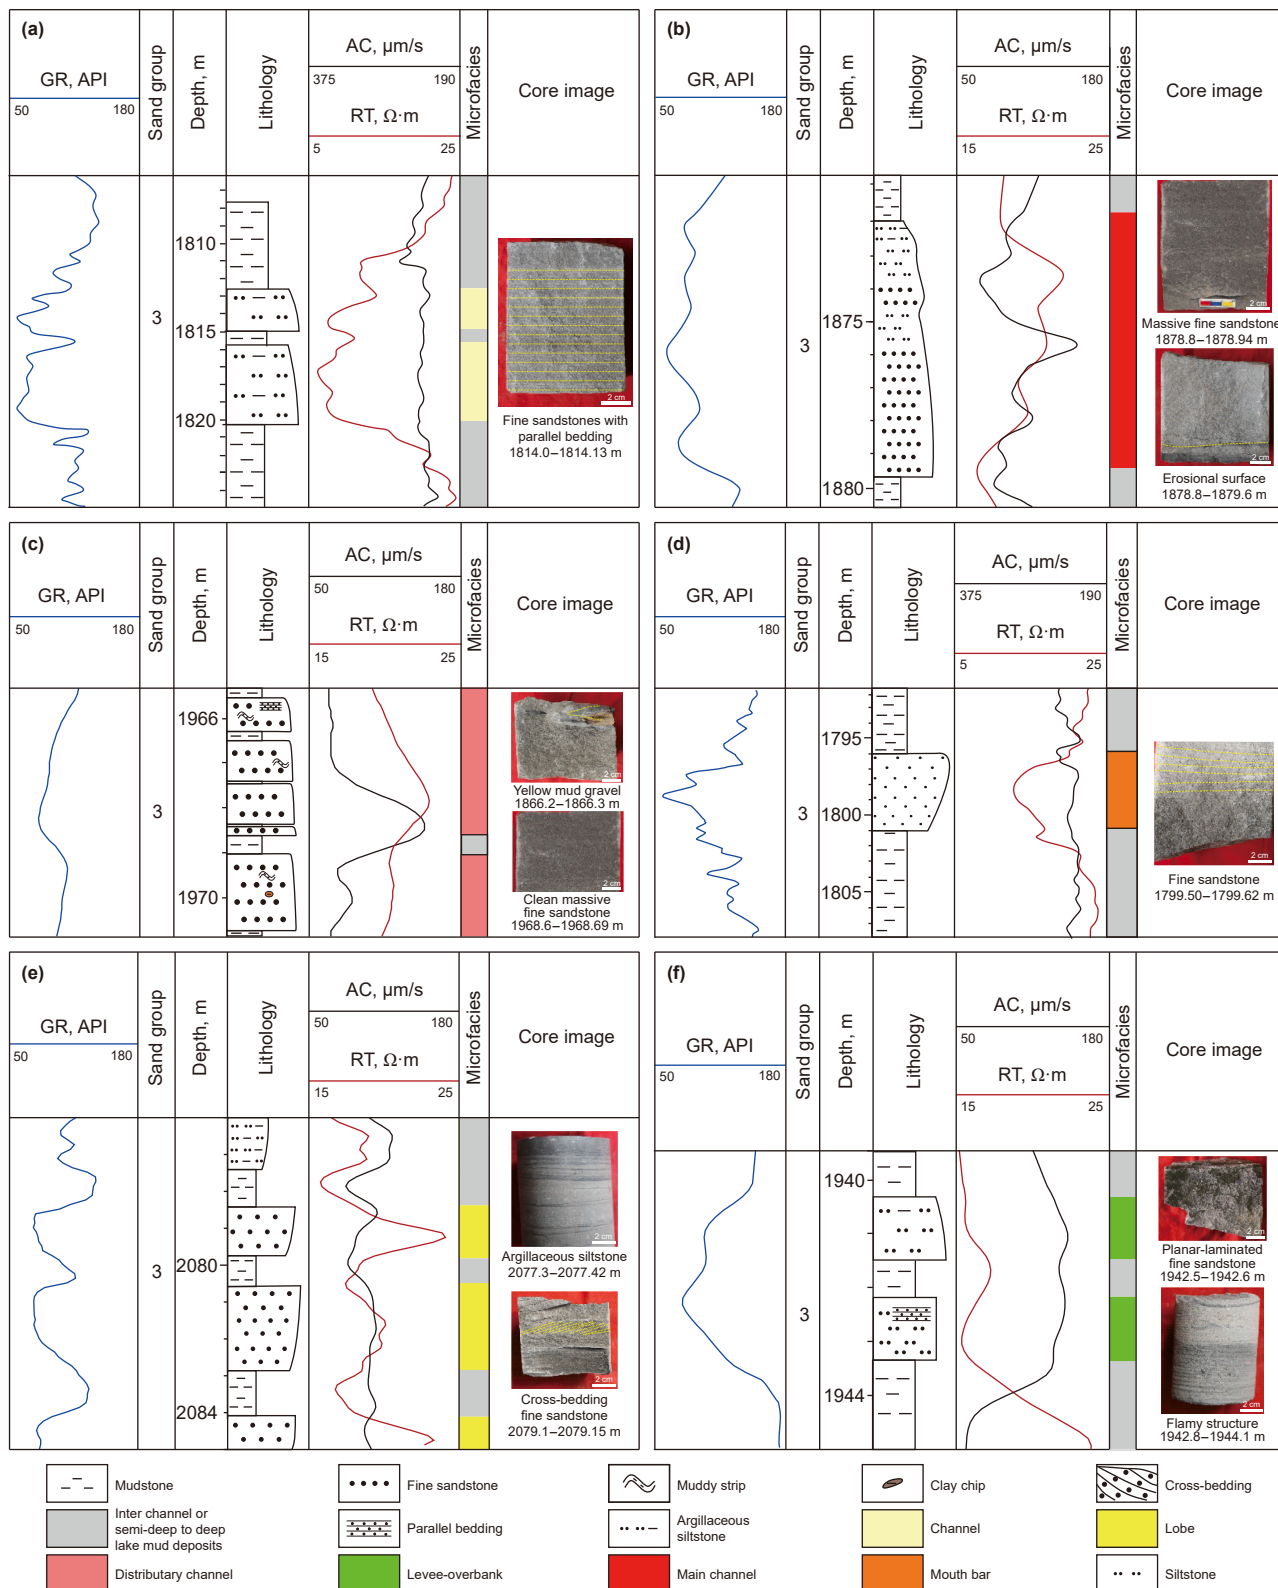 (a)
GR, API
50 180
Sand group
Depth, m
Lithology
AC, μm/s
375 190
RT, Ω·m
5 25
Microfacies
Core image
1810
1815
1820
3
2 cm
Fine sandstones with
parallel bedding
1814.0–1814.13 m
(b)
GR, API
50 180
Sand group
Depth, m
Lithology
AC, μm/s
50 180
RT, Ω·m
15 25
Microfacies
Core image
1875
1880
3
2 cm
Massive fine sandstone
1878.8–1878.94 m
2 cm
Erosional surface
1878.8–1879.6 m
(c)
GR, API
50 180
Sand group
Depth, m
Lithology
AC, μm/s
50 180
RT, Ω·m
15 25
Microfacies
Core image
1966
1970
3
2 cm
Yellow mud gravel
1866.2–1866.3 m
2 cm
Clean massive
fine sandstone
1968.6–1968.69 m
(d)
GR, API
50 180
Sand group
Depth, m
Lithology
AC, μm/s
375 190
RT, Ω·m
5 25
Microfacies
Core image
1795
1800
1805
3
2 cm
Fine sandstone
1799.50–1799.62 m
(e)
GR, API
50 180
Sand group
Depth, m
Lithology
AC, μm/s
50 180
RT, Ω·m
15 25
Microfacies
Core image
2080
2084
3
2 cm
Argillaceous siltstone
2077.3–2077.42 m
2 cm
Cross-bedding
fine sandstone
2079.1–2079.15 m
(f)
GR, API
50 180
Sand group
Depth, m
Lithology
AC, μm/s
50 180
RT, Ω·m
15 25
Microfacies
Core image
1940
1944
3
2 cm
Planar-laminated
fine sandstone
1942.5–1942.6 m
2 cm
Flamy structure
1942.8–1944.1 m
Mudstone
Fine sandstone
Muddy strip
Clay chip
Cross-bedding
Inter channel or
semi-deep to deep
lake mud deposits
Parallel bedding
Argillaceous
siltstone
Channel
Lobe
Distributary channel
Levee-overbank
Main channel
Mouth bar
Siltstone